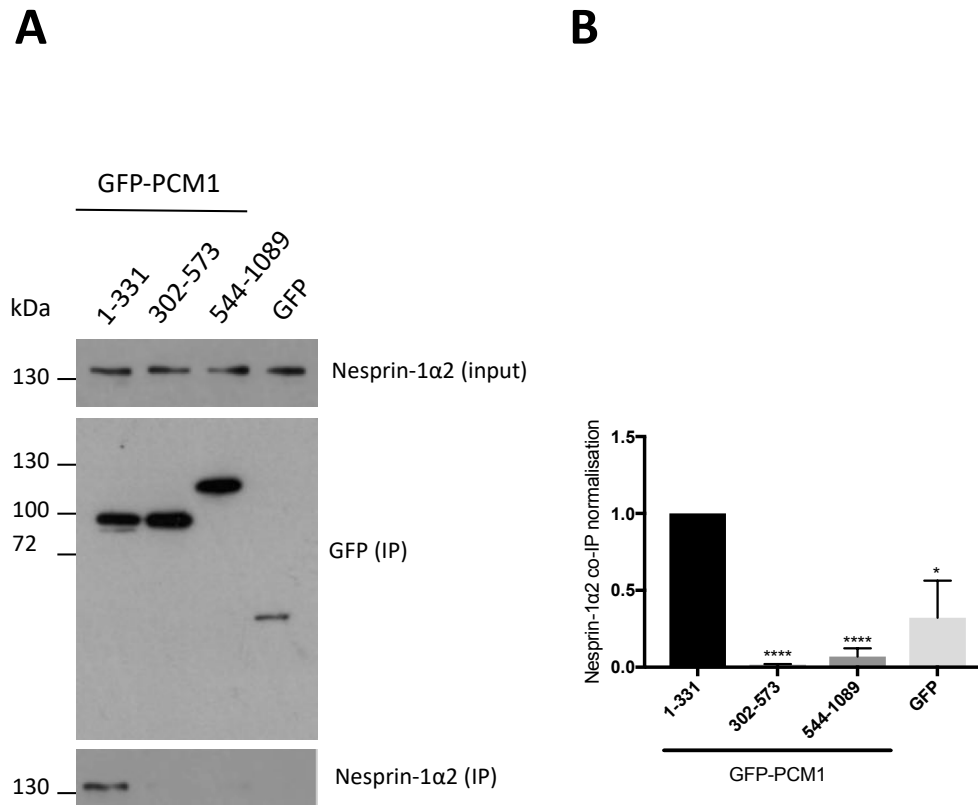 A
GFP-PCM1
1-331
302-573
544-1089
GFP
kDa
130
Nesprin-1α2 (input)
130
100
72
GFP (IP)
130
Nesprin-1α2 (IP)
B
Nesprin-1α2 co-IP normalisation
1.5
1.0
0.5
0.0
****
****
*
1-331
302-573
544-1089
GFP
GFP-PCM1